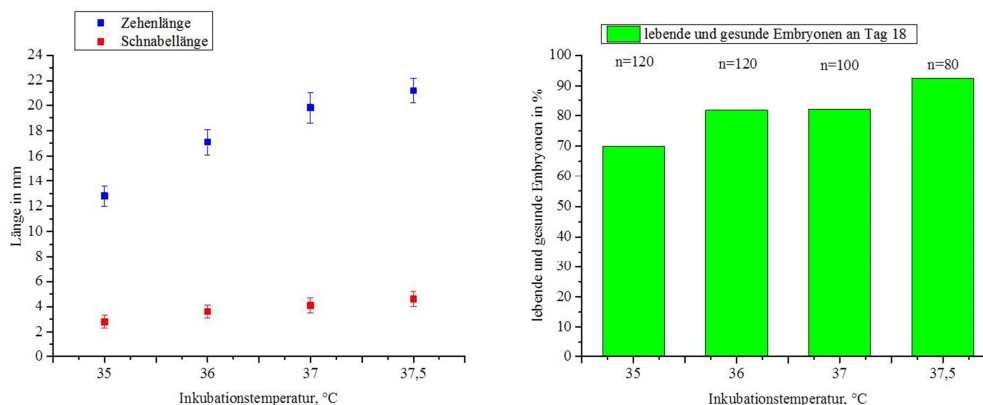 Zehenlänge
Schnabellänge
24
22
20
18
16
14
12
10
8
6
4
2
0
Länge in mm
35
36
37
37,5
Inkubationstemperatur, °C
lebende und gesunde Embryonen an Tag 18
n=120
n=120
n=100
n=80
100
90
80
70
60
50
40
30
20
10
0
lebende und gesunde Embryonen in %
35
36
37
37,5
Inkubationstemperatur, °C